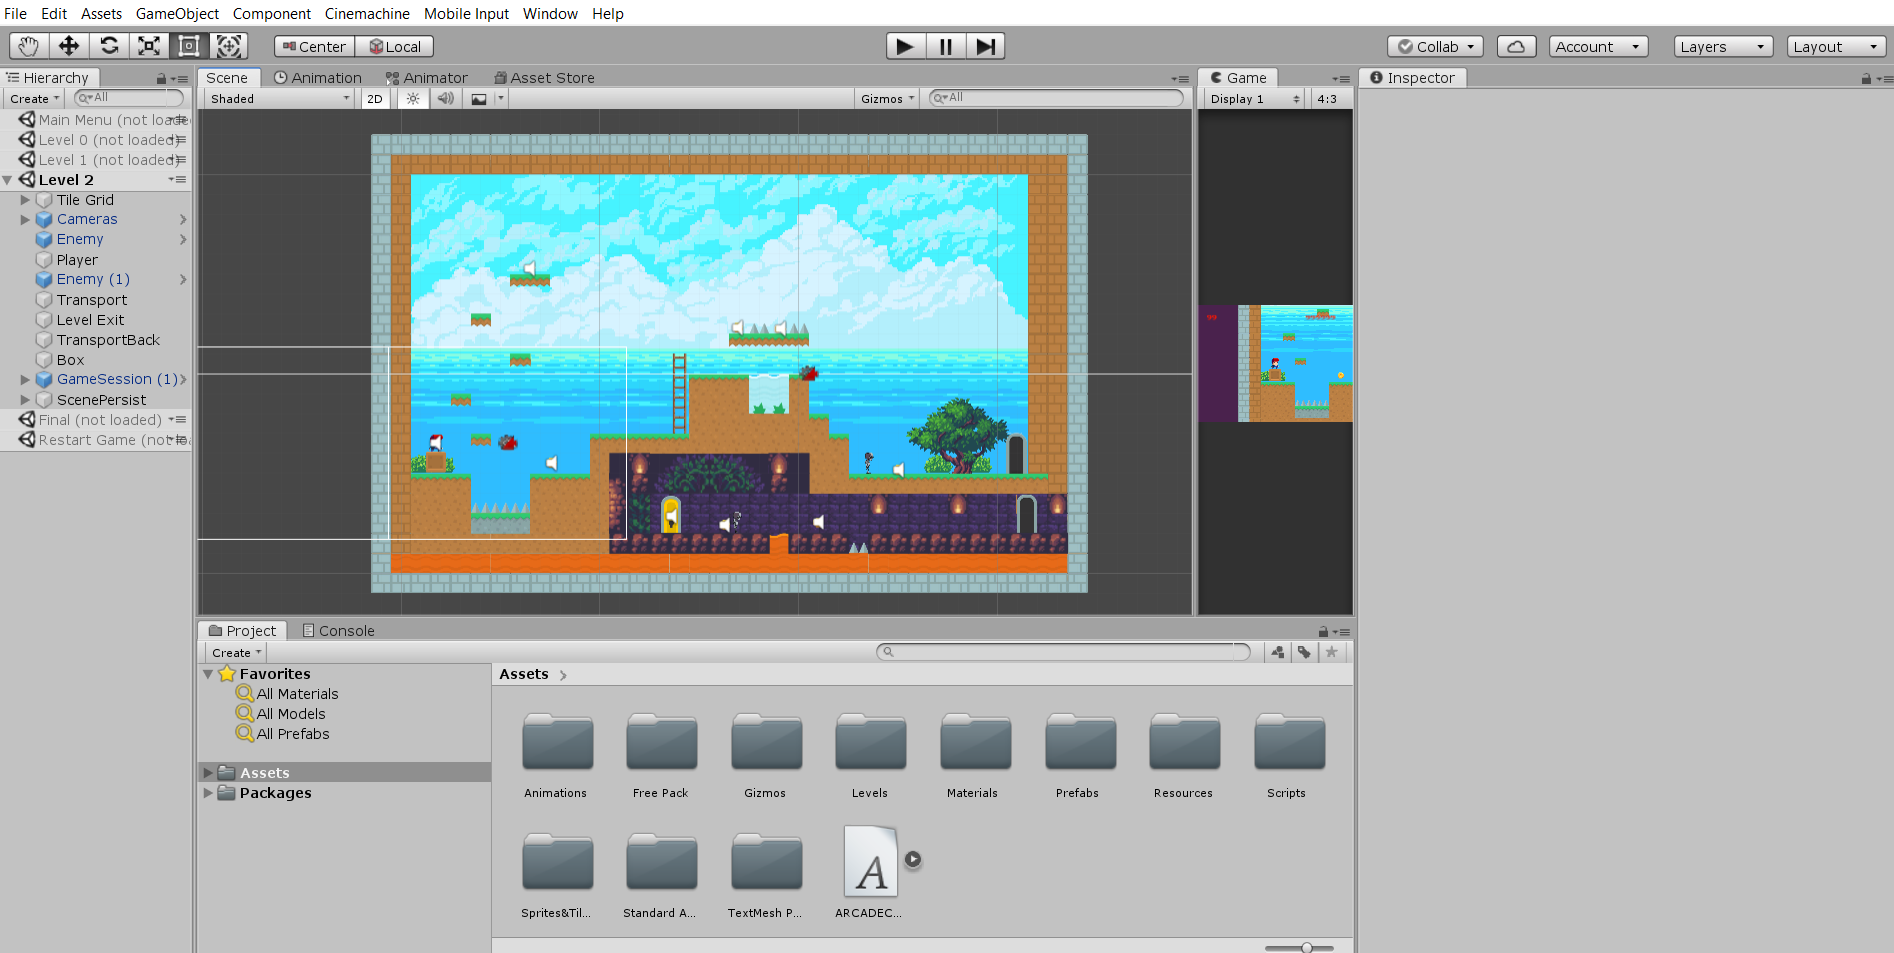 File Edit Assets GameObject Component Cinemachine Mobile Input Window Help
Center Local Collab Account Layers Layout
Hierarchy
Create All
Main Menu (not loade
Level 0 (not loaded)
Level 1 (not loaded)
Level 2
Tile Grid
Cameras
Enemy
Player
Enemy (1)
Transport
Level Exit
TransportBack
Box
GameSession (1)
ScenePersist
Final (not loaded)
Restart Game (not loa
Scene Animation Animator Asset Store
Shaded 2D Gizmos All
Game
Display 1 4:3
Inspector
Project Console
Create
Favorites
All Materials
All Models
All Prefabs
Assets
Packages
Assets
Animations Free Pack Gizmos Levels Materials Prefabs Resources Scripts
Sprites&Til... Standard A... TextMesh P... ARCADEC...
A